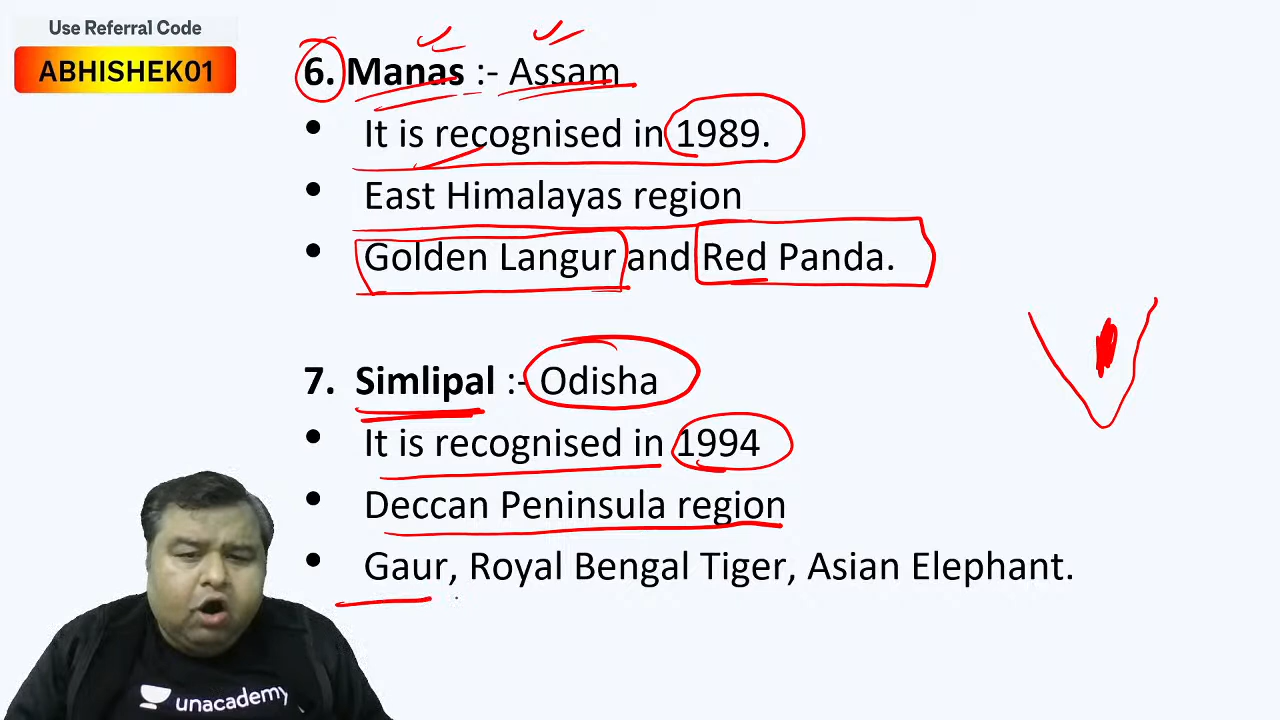 Use Referral Code
ABHISHEK01
6. Manas :- Assam
• It is recognised in 1989.
• East Himalayas region
• Golden Langur and Red Panda.
7. Simlipal :- Odisha
• It is recognised in 1994
• Deccan Peninsula region
• Gaur, Royal Bengal Tiger, Asian Elephant.
unacademy